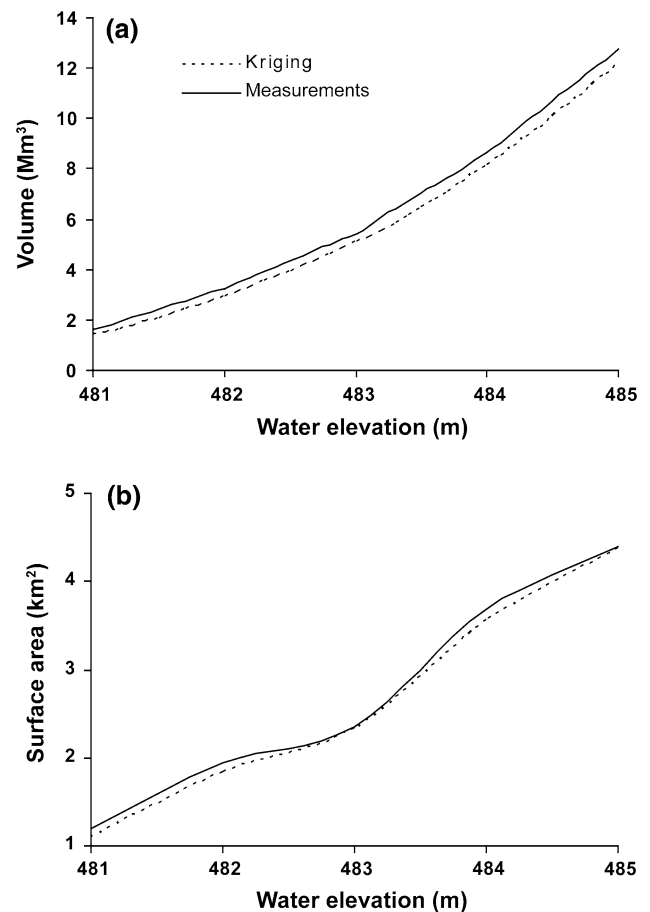 (a)
Kriging
Measurements
Volume (Mm³)
14
12
10
8
6
4
2
0
481 482 483 484 485
Water elevation (m)
(b)
Surface area (km²)
5
4
3
2
1
481 482 483 484 485
Water elevation (m)